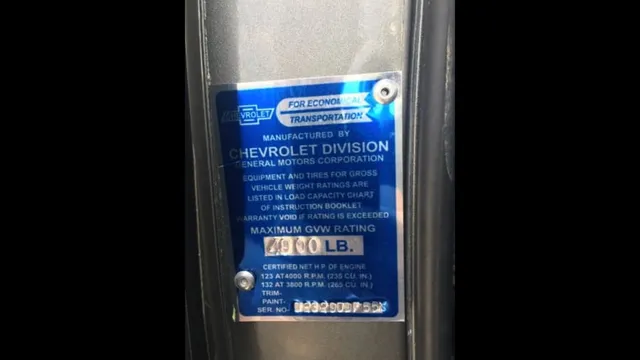 CHEVROLET
FOR ECONOMICAL
TRANSPORTATION
MANUFACTURED BY
CHEVROLET DIVISION
GENERAL MOTORS CORPORATION
EQUIPMENT AND TIRES FOR GROSS
VEHICLE WEIGHT RATINGS ARE
LISTED IN LOAD CAPACITY CHART
OF INSTRUCTION BOOKLET
WARRANTY VOID IF RATING IS EXCEEDED
MAXIMUM GVW RATING
4900 LB.
CERTIFIED NET H.P. OF ENGINE
123 AT 4000 R.P.M. (235 CU. IN.)
132 AT 3800 R.P.M. (265 CU. IN.)
TRIM-
PAINT-
SER. NO-